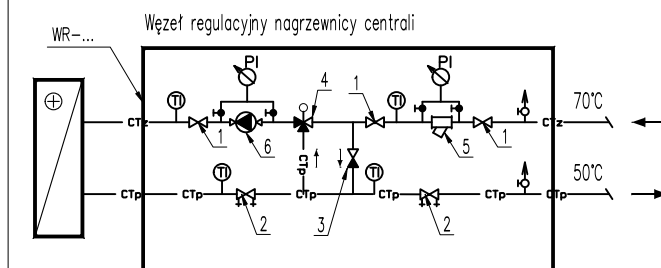 Węzeł regulacyjny nagrzewnicy centrali
WR-...
PI
PI
4
1
TI
TI
70°C
CTz
CTz
1
6
5
1
CTp
TI
TI
50°C
CTp
CTp
CTp
CTp
CTp
CTp
2
3
2